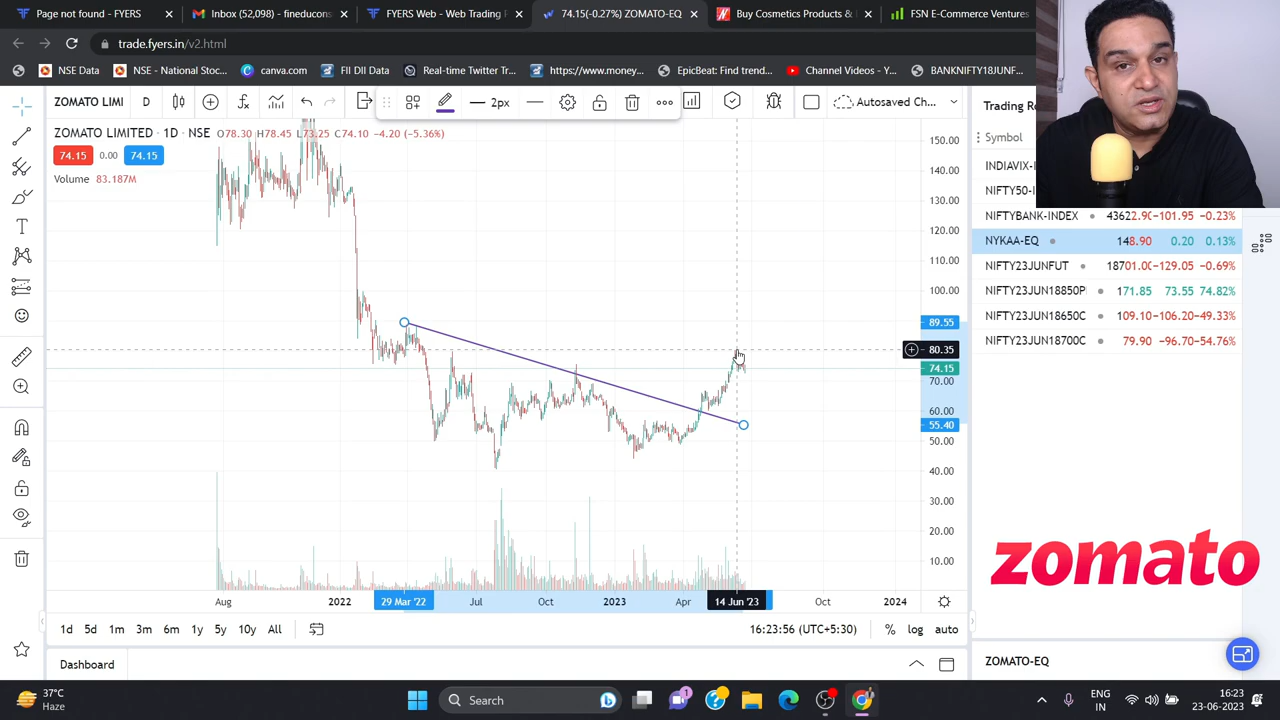 Page not found - FYERS
Inbox (52,098) - fineducons
FYERS Web - Web Trading P
74.15(-0.27%) ZOMATO-EQ
Buy Cosmetics Products &
FSN E-Commerce Ventures
trade.fyers.in/v2.html
NSE Data
NSE - National Stoc...
canva.com
FII DII Data
Real-time Twitter Tr...
https://www.money...
EpicBeat: Find trend...
Channel Videos - Y...
BANKNIFTY18JUNF...
ZOMATO LIMI
D
2px
Autosaved Ch...
Trading Ro
ZOMATO LIMITED · 1D · NSE O78.30 H78.45 L73.25 C74.10 -4.20 (-5.36%)
74.15 0.00 74.15
Volume 83.187M
Symbol
INDIAVIX-I
NIFTY50-I
NIFTYBANK-INDEX 43622.90 -101.95 -0.23%
NYKAA-EQ 148.90 0.20 0.13%
NIFTY23JUNFUT 18701.00 -129.05 -0.69%
NIFTY23JUN18850P 171.85 73.55 74.82%
NIFTY23JUN18650C 109.10 -106.20 -49.33%
NIFTY23JUN18700C 79.90 -96.70 -54.76%
150.00
140.00
130.00
120.00
110.00
100.00
89.55
80.35
74.15
70.00
60.00
55.40
50.00
40.00
30.00
20.00
10.00
zomato
Aug 2022 29 Mar '22 Jul Oct 2023 Apr 14 Jun '23 Oct 2024
1d 5d 1m 3m 6m 1y 5y 10y All
16:23:56 (UTC+5:30) % log auto
Dashboard
ZOMATO-EQ
37°C
Haze
Search
ENG
IN
16:23
23-06-2023